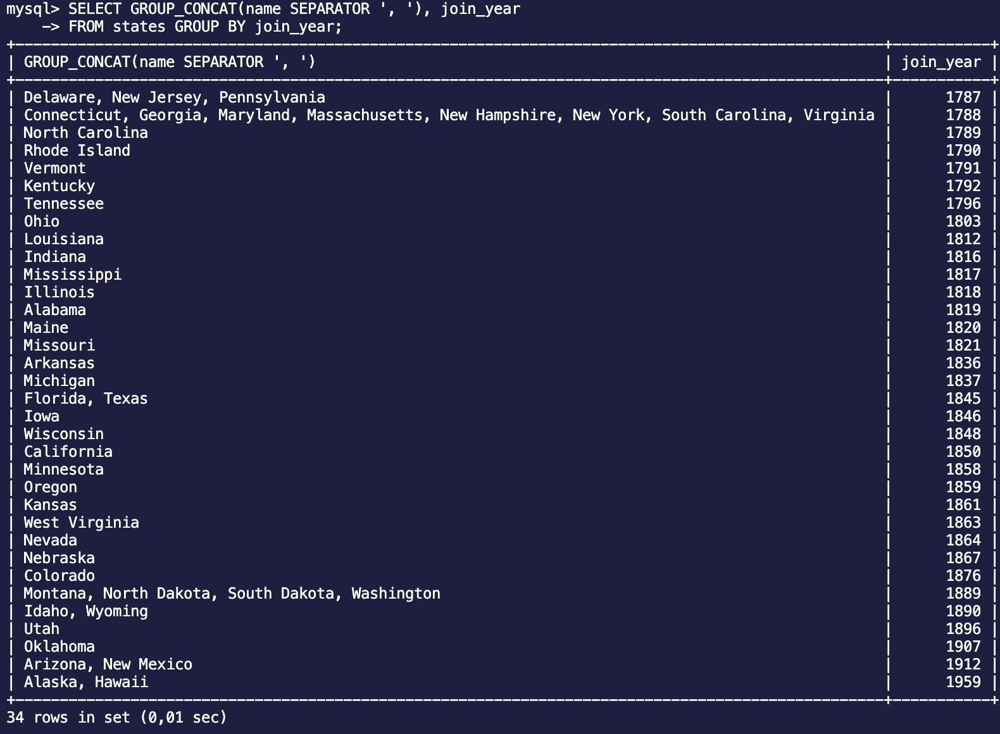 mysql> SELECT GROUP_CONCAT(name SEPARATOR ', '), join_year
    -> FROM states GROUP BY join_year;
| GROUP_CONCAT(name SEPARATOR ', ') | join_year |
| Delaware, New Jersey, Pennsylvania | 1787 |
| Connecticut, Georgia, Maryland, Massachusetts, New Hampshire, New York, South Carolina, Virginia | 1788 |
| North Carolina | 1789 |
| Rhode Island | 1790 |
| Vermont | 1791 |
| Kentucky | 1792 |
| Tennessee | 1796 |
| Ohio | 1803 |
| Louisiana | 1812 |
| Indiana | 1816 |
| Mississippi | 1817 |
| Illinois | 1818 |
| Alabama | 1819 |
| Maine | 1820 |
| Missouri | 1821 |
| Arkansas | 1836 |
| Michigan | 1837 |
| Florida, Texas | 1845 |
| Iowa | 1846 |
| Wisconsin | 1848 |
| California | 1850 |
| Minnesota | 1858 |
| Oregon | 1859 |
| Kansas | 1861 |
| West Virginia | 1863 |
| Nevada | 1864 |
| Nebraska | 1867 |
| Colorado | 1876 |
| Montana, North Dakota, South Dakota, Washington | 1889 |
| Idaho, Wyoming | 1890 |
| Utah | 1896 |
| Oklahoma | 1907 |
| Arizona, New Mexico | 1912 |
| Alaska, Hawaii | 1959 |
34 rows in set (0,01 sec)